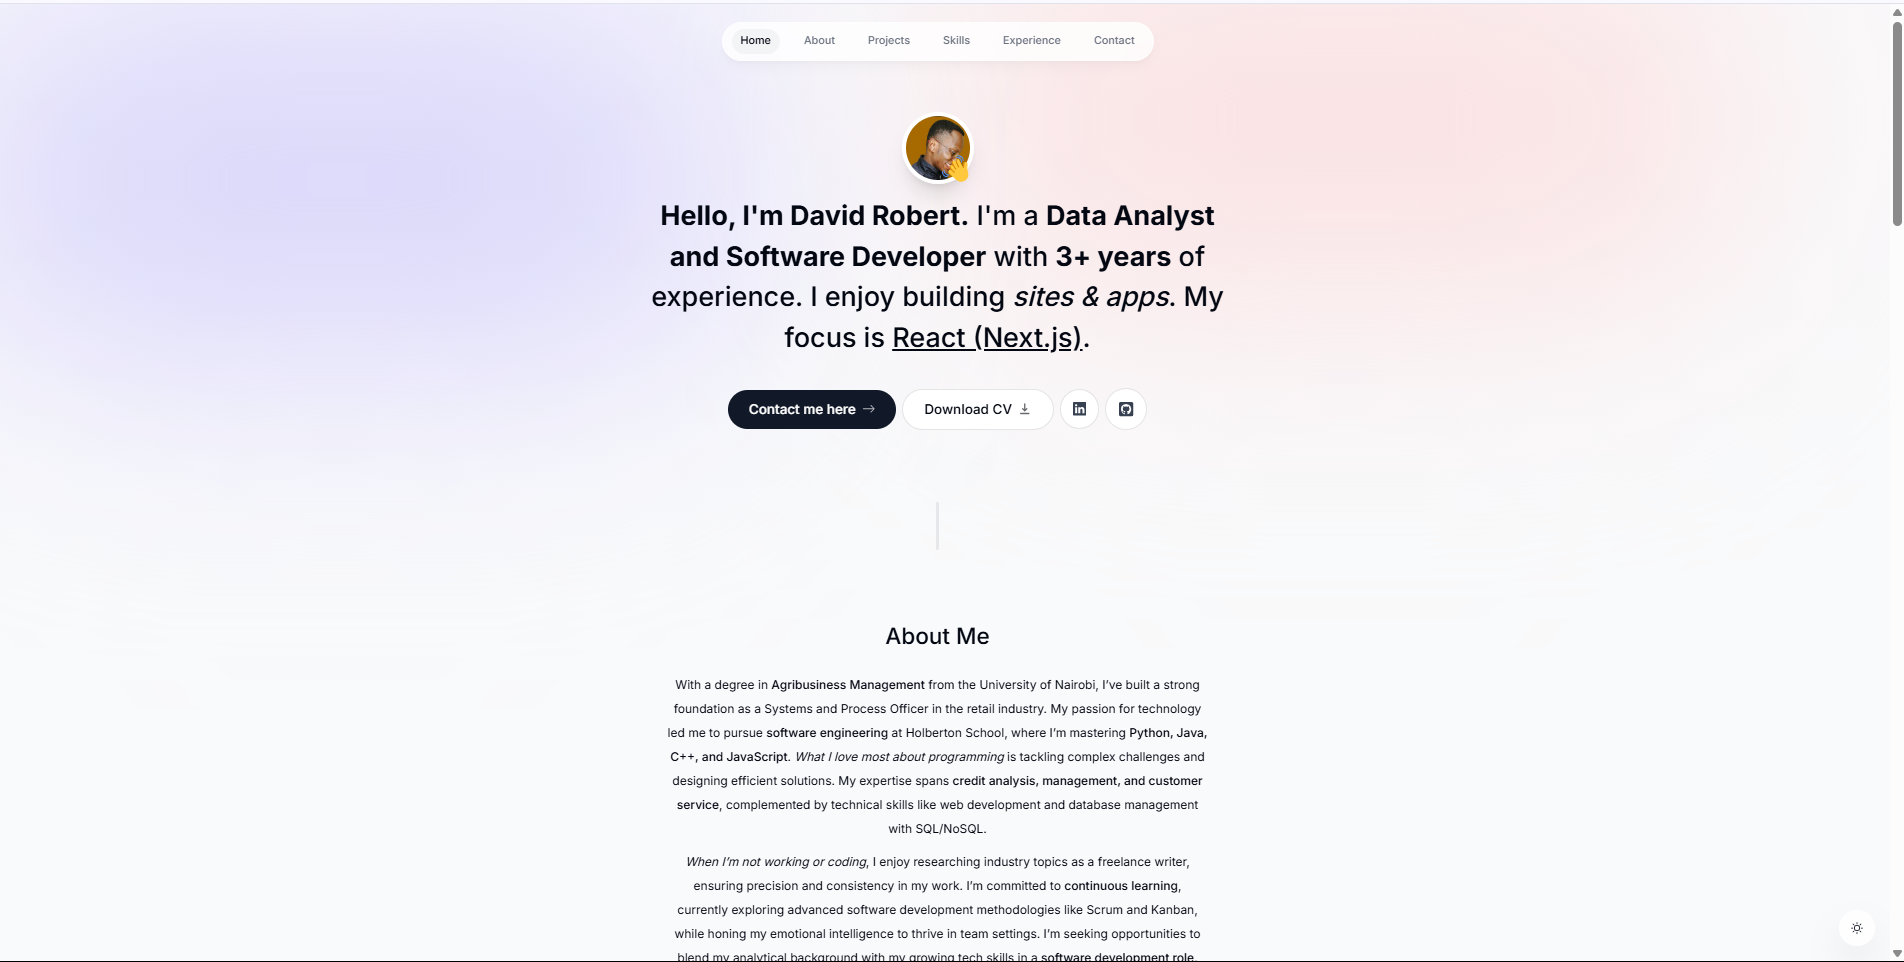 Home About Projects Skills Experience Contact
Hello, I'm David Robert. I'm a Data Analyst
and Software Developer with 3+ years of
experience. I enjoy building sites & apps. My
focus is React (Next.js).
Contact me here → Download CV
About Me
With a degree in Agribusiness Management from the University of Nairobi, I’ve built a strong
foundation as a Systems and Process Officer in the retail industry. My passion for technology
led me to pursue software engineering at Holberton School, where I’m mastering Python, Java,
C++, and JavaScript. What I love most about programming is tackling complex challenges and
designing efficient solutions. My expertise spans credit analysis, management, and customer
service, complemented by technical skills like web development and database management
with SQL/NoSQL.
When I’m not working or coding, I enjoy researching industry topics as a freelance writer,
ensuring precision and consistency in my work. I’m committed to continuous learning,
currently exploring advanced software development methodologies like Scrum and Kanban,
while honing my emotional intelligence to thrive in team settings. I’m seeking opportunities to
blend my analytical background with my growing tech skills in a software development role.